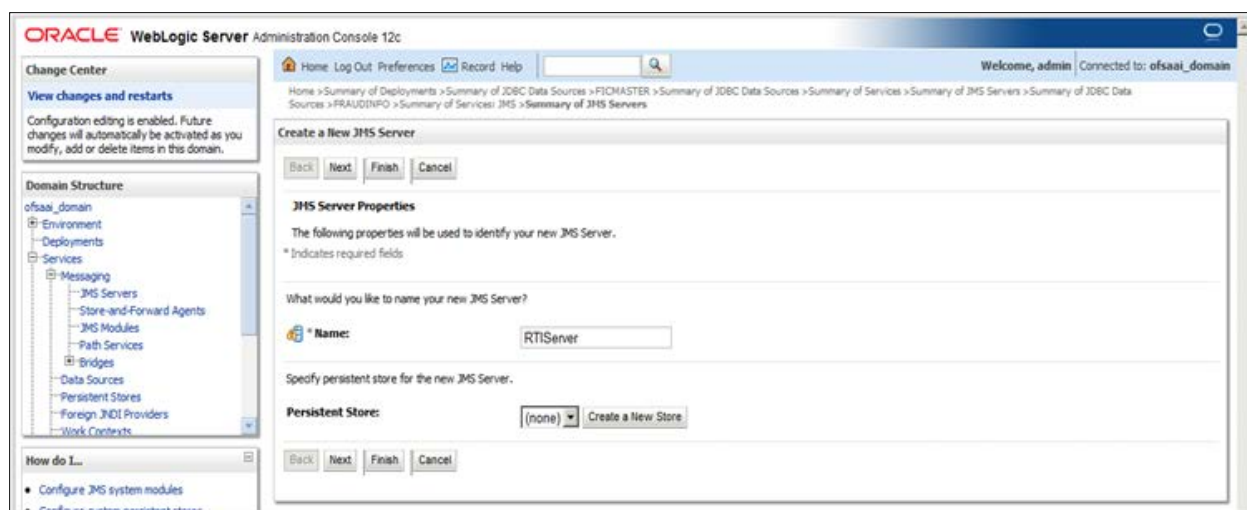 ORACLE WebLogic Server Administration Console 12c
Change Center
View changes and restarts
Configuration editing is enabled. Future
changes will automatically be activated as you
modify, add or delete items in this domain.
Domain Structure
ofsaai_domain
Environment
Deployments
Services
Messaging
JMS Servers
Store-and-Forward Agents
JMS Modules
Path Services
Bridges
Data Sources
Persistent Stores
Foreign JNDI Providers
Work Contexts
How do I...
Configure JMS system modules
Configure custom persistent stores
Home Log Out Preferences Record Help
Welcome, admin Connected to: ofsaai_domain
Home >Summary of Deployments >Summary of JDBC Data Sources >FICMASTER >Summary of JDBC Data Sources >Summary of Services >Summary of JMS Servers >Summary of JDBC Data
Sources >FRAUDINFO >Summary of Services: JMS >Summary of JMS Servers
Create a New JMS Server
Back Next Finish Cancel
JMS Server Properties
The following properties will be used to identify your new JMS Server.
* Indicates required fields
What would you like to name your new JMS Server?
* Name: RTIServer
Specify persistent store for the new JMS Server.
Persistent Store: (none) Create a New Store
Back Next Finish Cancel